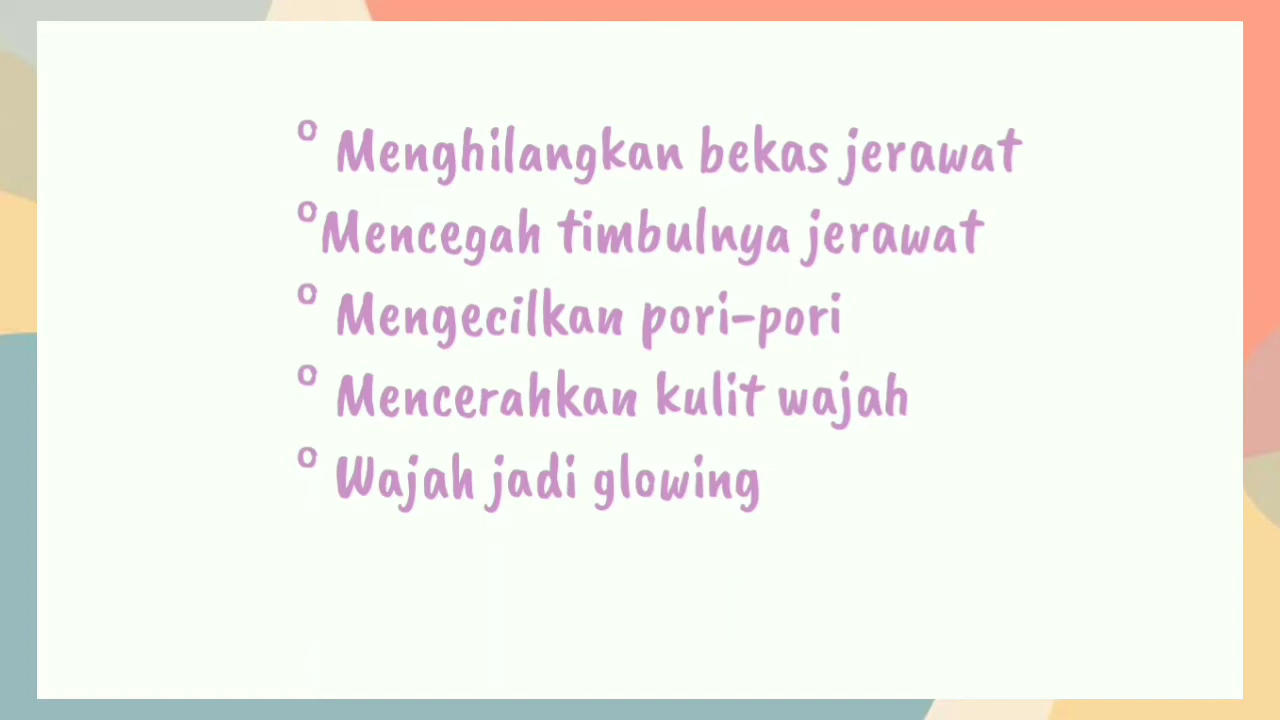 ° Menghilangkan bekas jerawat
°Mencegah timbulnya jerawat
° Mengecilkan pori-pori
° Mencerahkan kulit wajah
° Wajah jadi glowing